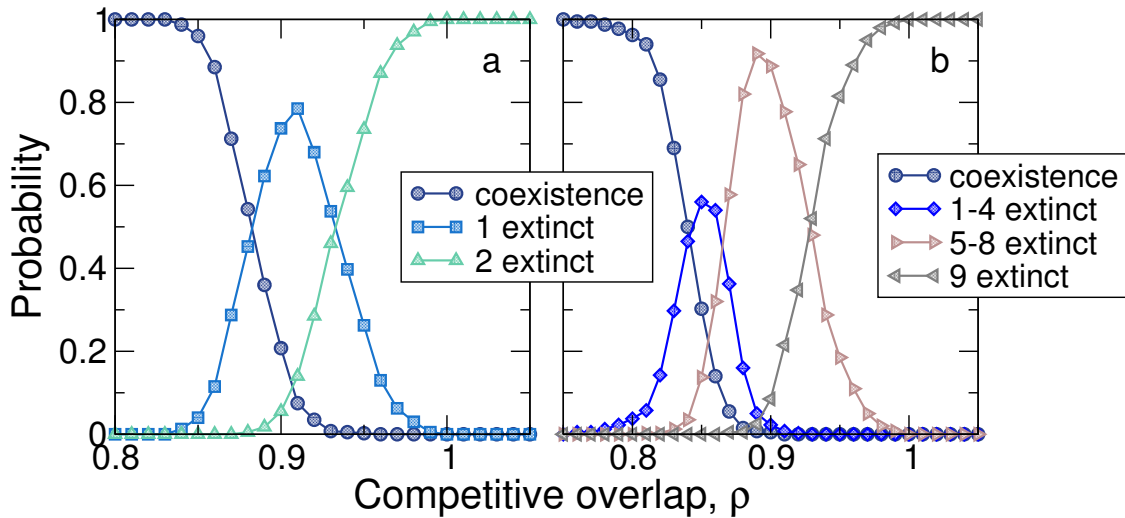 1
0.8
0.6
0.4
0.2
0
Probability
a
coexistence
1 extinct
2 extinct
0.8
0.9
1
b
coexistence
1-4 extinct
5-8 extinct
9 extinct
0.8
0.9
1
Competitive overlap, ρ